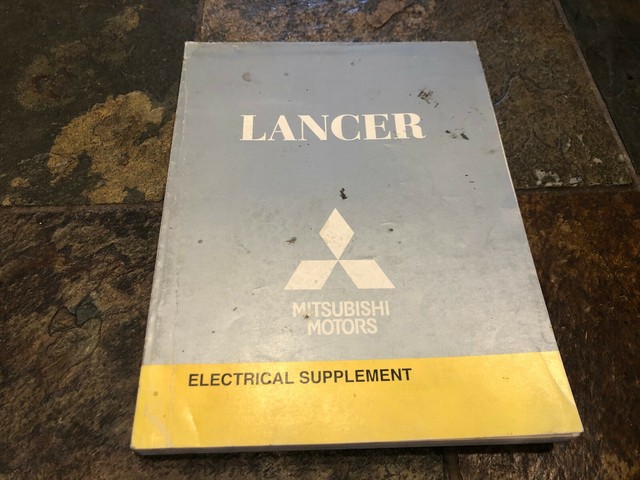 LANCER
MITSUBISHI
MOTORS
ELECTRICAL SUPPLEMENT